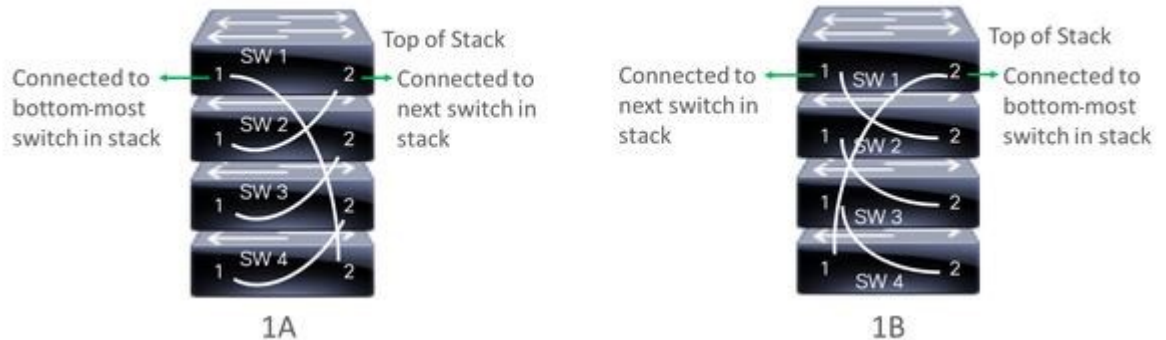 SW 1
Top of Stack
1
2
Connected to
bottom-most
switch in stack
Connected to
next switch in
stack
SW 2
1
2
SW 3
1
2
SW 4
1
2
1A
Top of Stack
1
2
SW 1
Connected to
next switch in
stack
Connected to
bottom-most
switch in stack
1
2
SW 2
1
2
SW 3
1
2
SW 4
1B